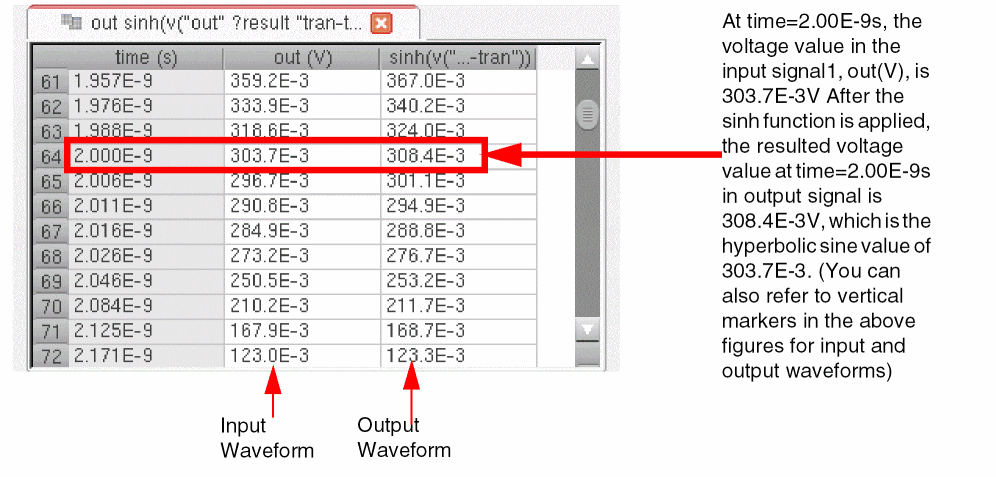 out sinh(v("out" ?result "tran-t...
time (s) out (V) sinh(v("...-tran"))
61 1.957E-9 359.2E-3 367.0E-3
62 1.976E-9 333.9E-3 340.2E-3
63 1.988E-9 318.6E-3 324.0E-3
64 2.000E-9 303.7E-3 308.4E-3
65 2.006E-9 296.7E-3 301.1E-3
66 2.011E-9 290.8E-3 294.9E-3
67 2.016E-9 284.9E-3 288.8E-3
68 2.026E-9 273.2E-3 276.7E-3
69 2.046E-9 250.5E-3 253.2E-3
70 2.084E-9 210.2E-3 211.7E-3
71 2.125E-9 167.9E-3 168.7E-3
72 2.171E-9 123.0E-3 123.3E-3
Input
Waveform
Output
Waveform
At time=2.00E-9s, the
voltage value in the
input signal1, out(V), is
303.7E-3V After the
sinh function is applied,
the resulted voltage
value at time=2.00E-9s
in output signal is
308.4E-3V, which is the
hyperbolic sine value of
303.7E-3. (You can
also refer to vertical
markers in the above
figures for input and
output waveforms)